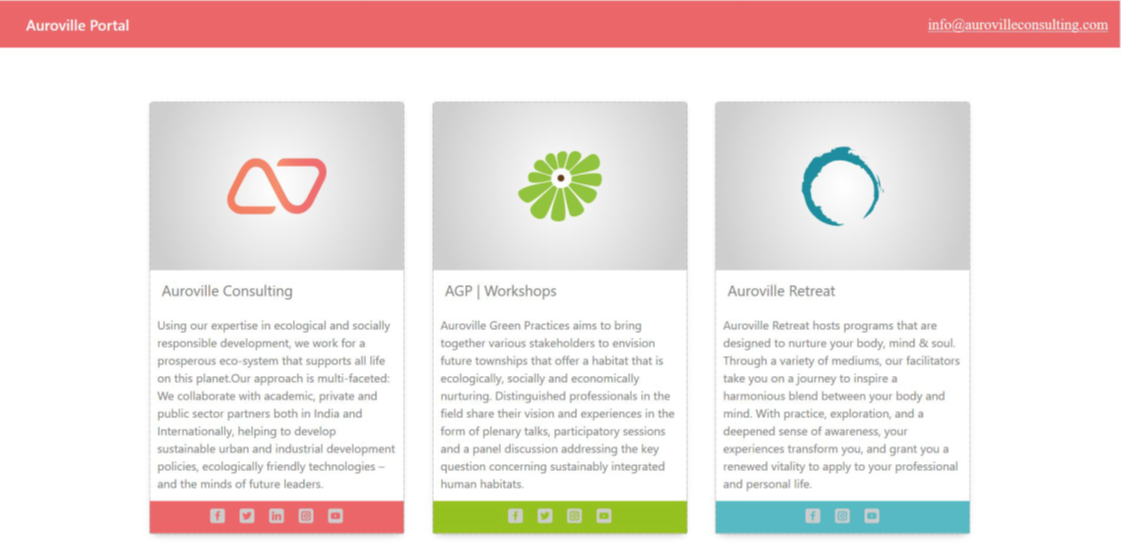 Auroville Portal
info@aurovilleconsulting.com
Auroville Consulting
Using our expertise in ecological and socially
responsible development, we work for a
prosperous eco-system that supports all life
on this planet.Our approach is multi-faceted:
We collaborate with academic, private and
public sector partners both in India and
Internationally, helping to develop
sustainable urban and industrial development
policies, ecologically friendly technologies –
and the minds of future leaders.
AGP | Workshops
Auroville Green Practices aims to bring
together various stakeholders to envision
future townships that offer a habitat that is
ecologically, socially and economically
nurturing. Distinguished professionals in the
field share their vision and experiences in the
form of plenary talks, participatory sessions
and a panel discussion addressing the key
question concerning sustainably integrated
human habitats.
Auroville Retreat
Auroville Retreat hosts programs that are
designed to nurture your body, mind & soul.
Through a variety of mediums, our facilitators
take you on a journey to inspire a
harmonious blend between your body and
mind. With practice, exploration, and a
deepened sense of awareness, your
experiences transform you, and grant you a
renewed vitality to apply to your professional
and personal life.